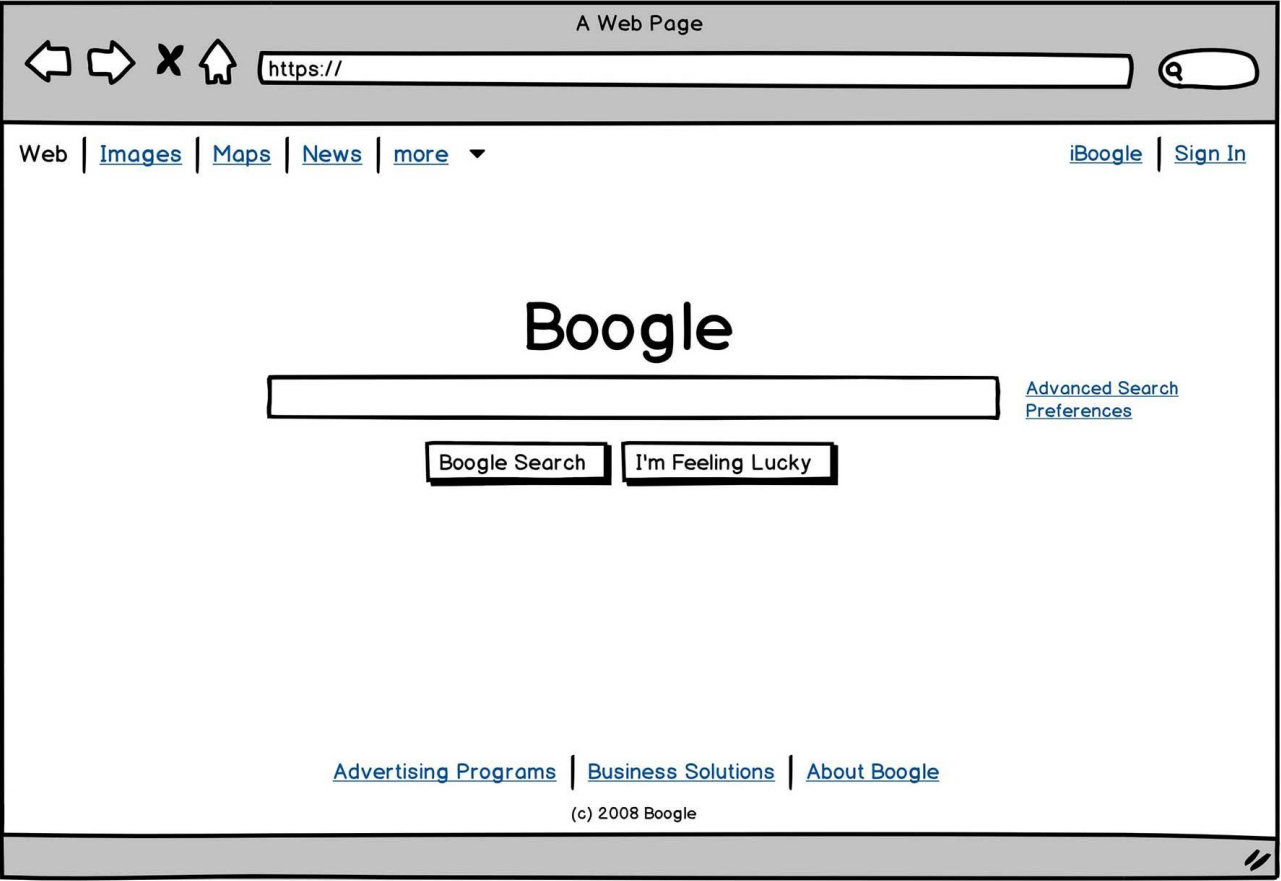 A Web Page
https://
Web Images Maps News more iBoogle Sign In
Boogle
Advanced Search
Preferences
Boogle Search I'm Feeling Lucky
Advertising Programs Business Solutions About Boogle
(c) 2008 Boogle